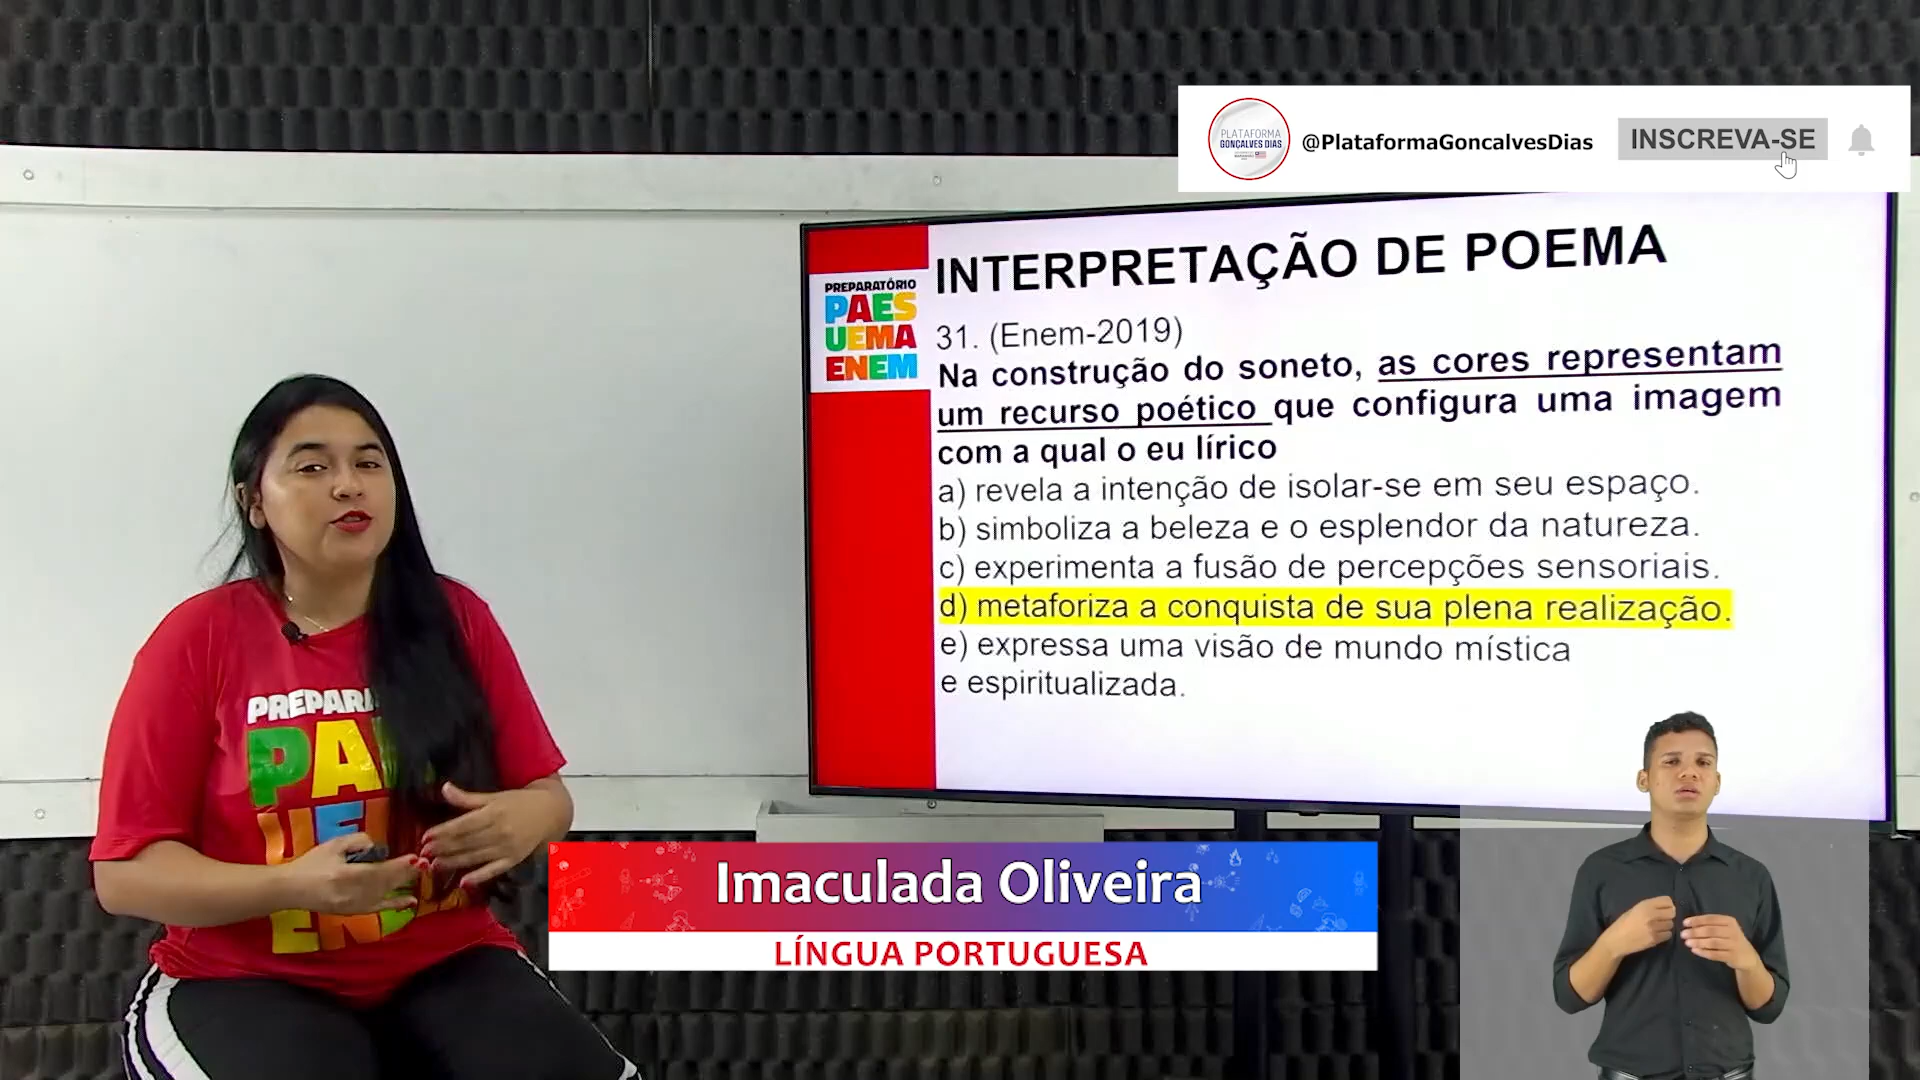 PLATAFORMA
GONÇALVES DIAS
@PlataformaGoncalvesDias
INSCREVA-SE
PREPARATÓRIO
PAES
UEMA
ENEM
INTERPRETAÇÃO DE POEMA
31. (Enem-2019)
Na construção do soneto, as cores representam
um recurso poético que configura uma imagem
com a qual o eu lírico
a) revela a intenção de isolar-se em seu espaço.
b) simboliza a beleza e o esplendor da natureza.
c) experimenta a fusão de percepções sensoriais.
d) metaforiza a conquista de sua plena realização.
e) expressa uma visão de mundo mística
e espiritualizada.
PREPARA
PA
UE
EN
Imaculada Oliveira
LÍNGUA PORTUGUESA